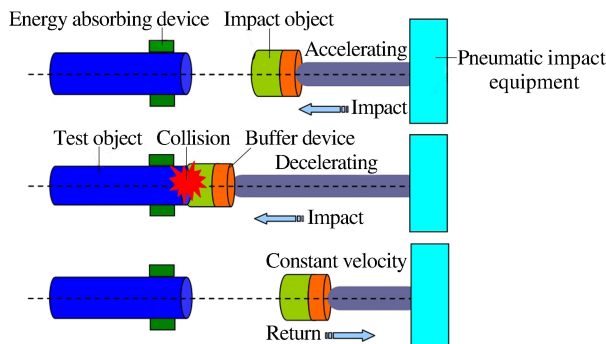 Energy absorbing device
Impact object
Accelerating
Pneumatic impact
equipment
Impact
Test object
Collision
Buffer device
Decelerating
Impact
Constant velocity
Return